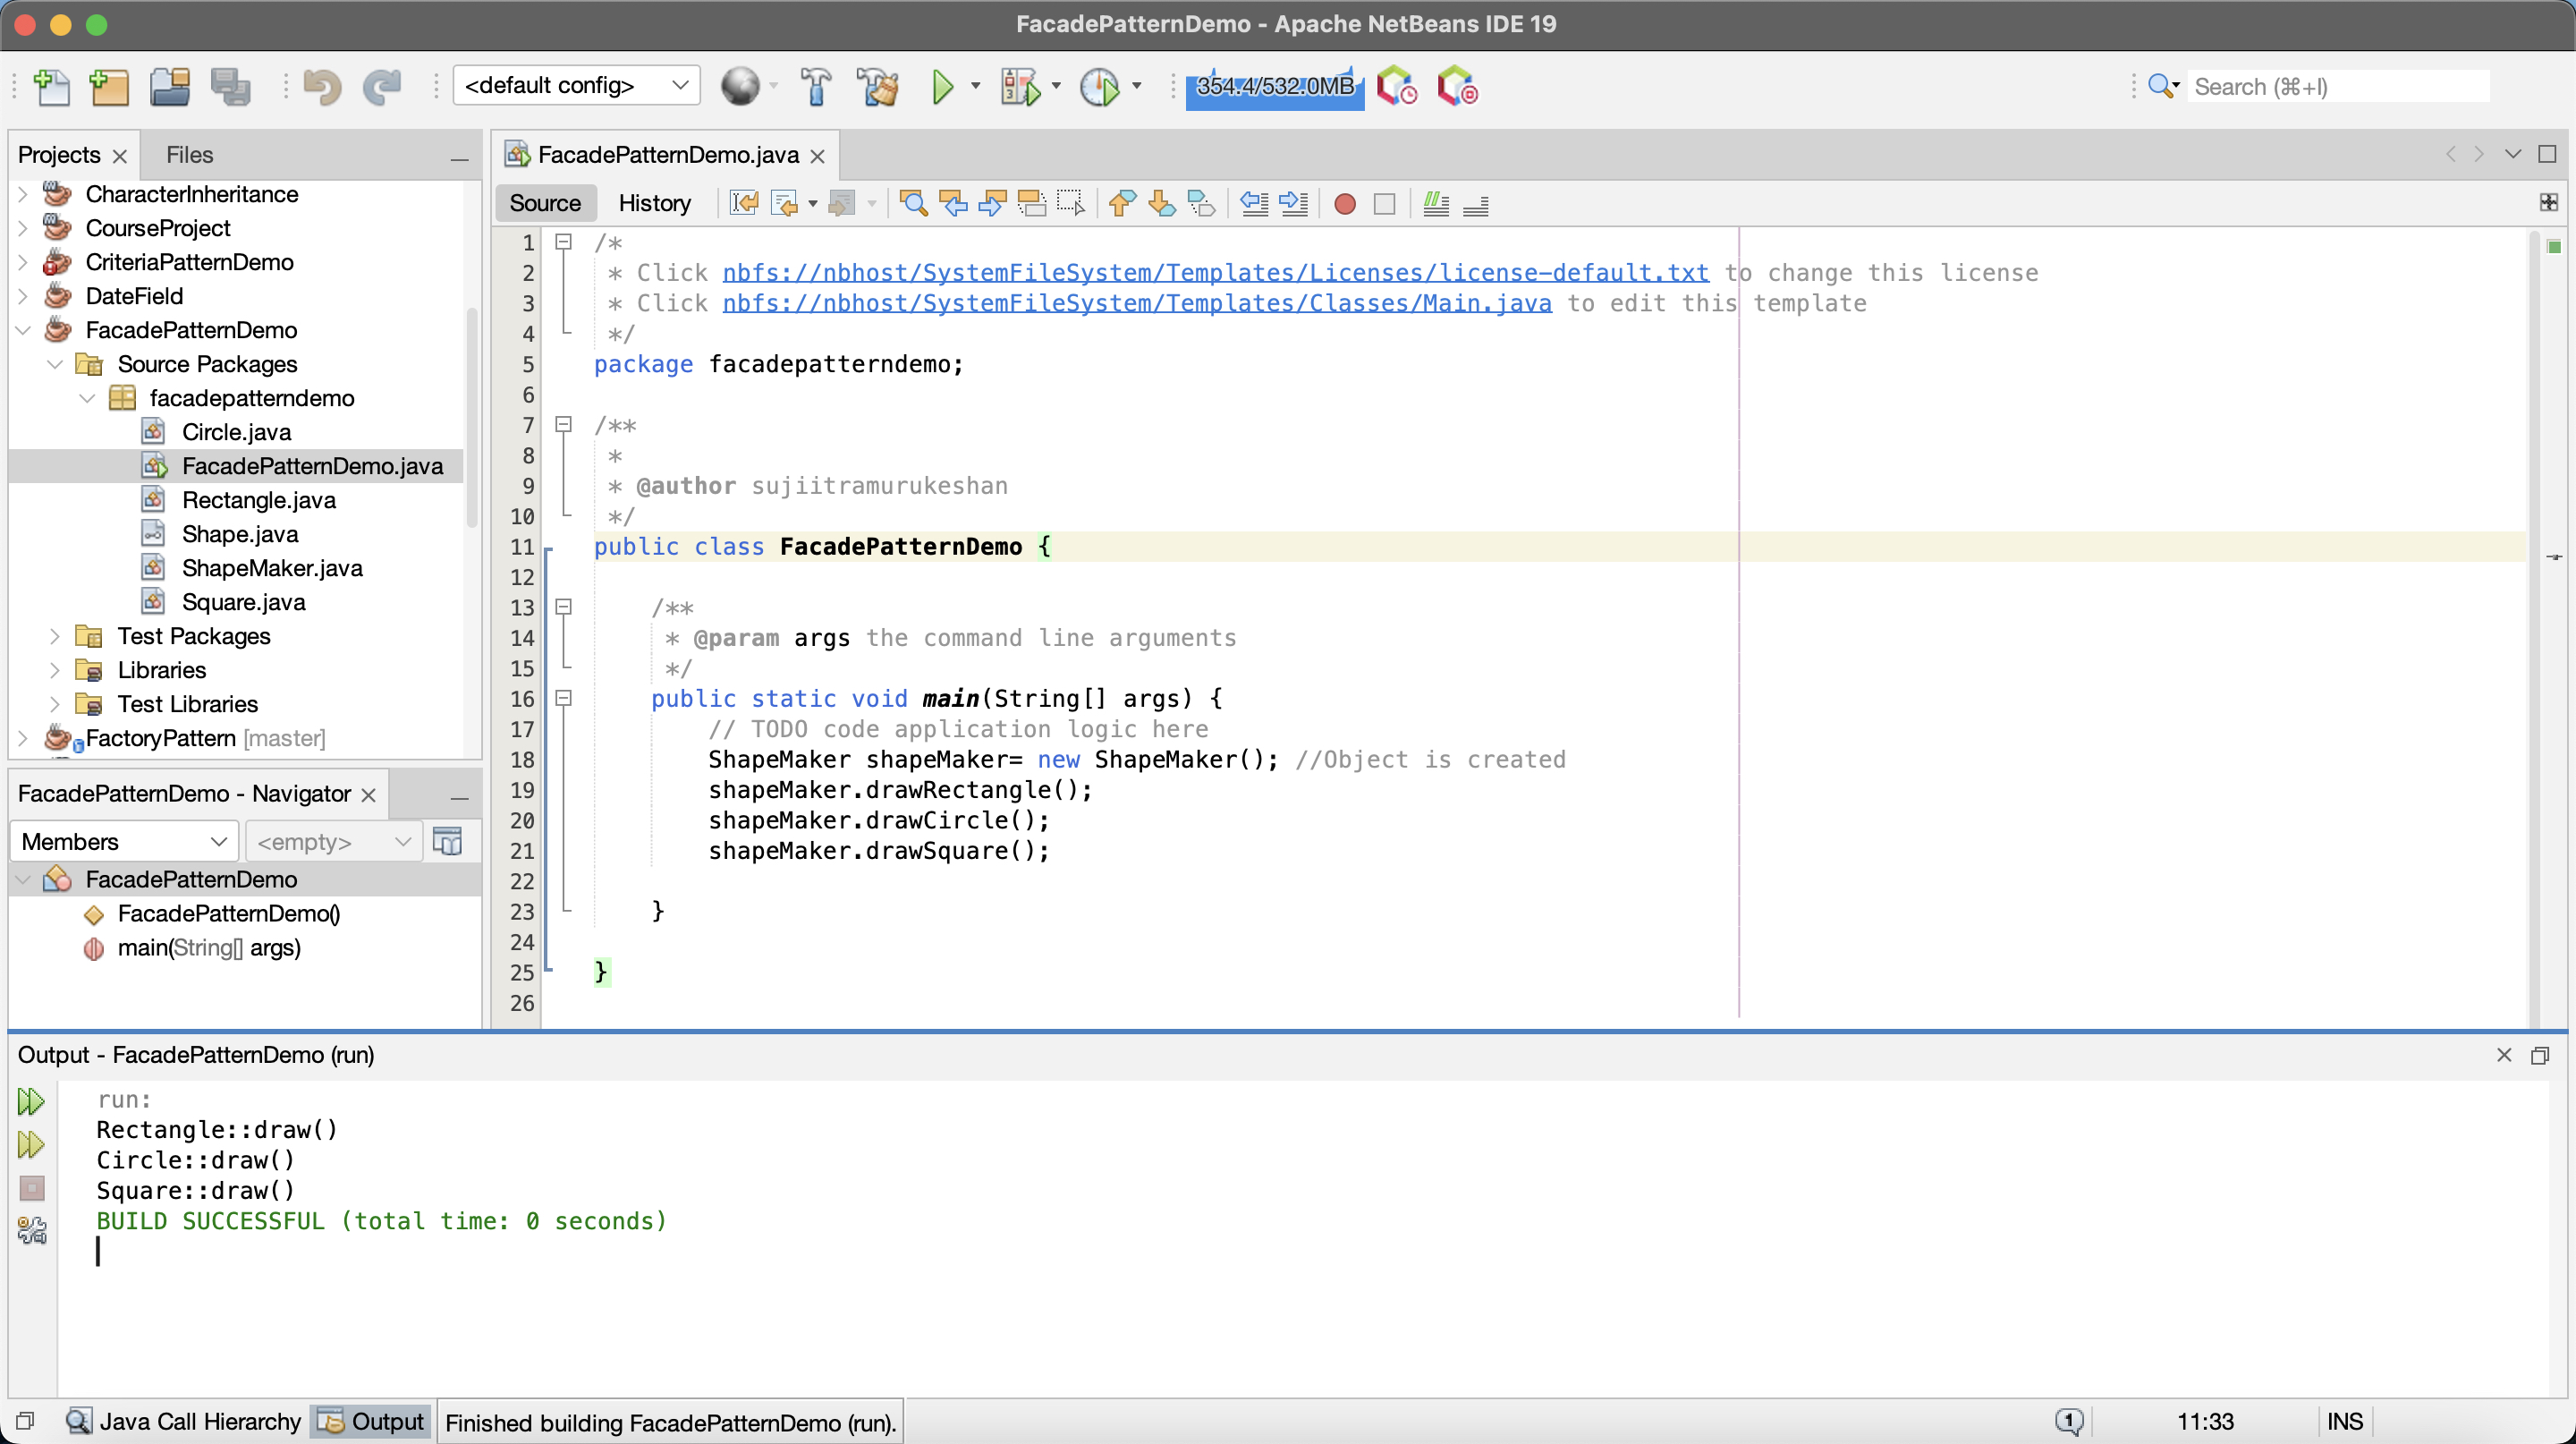 FacadePatternDemo - Apache NetBeans IDE 19
<default config>
354.4/532.0MB
Search (⌘+I)
Projects
Files
CharacterInheritance
CourseProject
CriteriaPatternDemo
DateField
FacadePatternDemo
Source Packages
facadepatterndemo
Circle.java
FacadePatternDemo.java
Rectangle.java
Shape.java
ShapeMaker.java
Square.java
Test Packages
Libraries
Test Libraries
FactoryPattern [master]
FacadePatternDemo - Navigator
Members
<empty>
FacadePatternDemo
FacadePatternDemo()
main(String[] args)
FacadePatternDemo.java
Source History
1 /*
2 * Click nbfs://nbhost/SystemFileSystem/Templates/Licenses/license-default.txt to change this license
3 * Click nbfs://nbhost/SystemFileSystem/Templates/Classes/Main.java to edit this template
4 */
5 package facadepatterndemo;
6
7 /**
8 *
9 * @author sujiitramurukeshan
10 */
11 public class FacadePatternDemo {
12
13 /**
14 * @param args the command line arguments
15 */
16 public static void main(String[] args) {
17 // TODO code application logic here
18 ShapeMaker shapeMaker= new ShapeMaker(); //Object is created
19 shapeMaker.drawRectangle();
20 shapeMaker.drawCircle();
21 shapeMaker.drawSquare();
22
23 }
24
25 }
26
Output - FacadePatternDemo (run)
run:
Rectangle::draw()
Circle::draw()
Square::draw()
BUILD SUCCESSFUL (total time: 0 seconds)
Java Call Hierarchy
Output
Finished building FacadePatternDemo (run).
1
11:33
INS